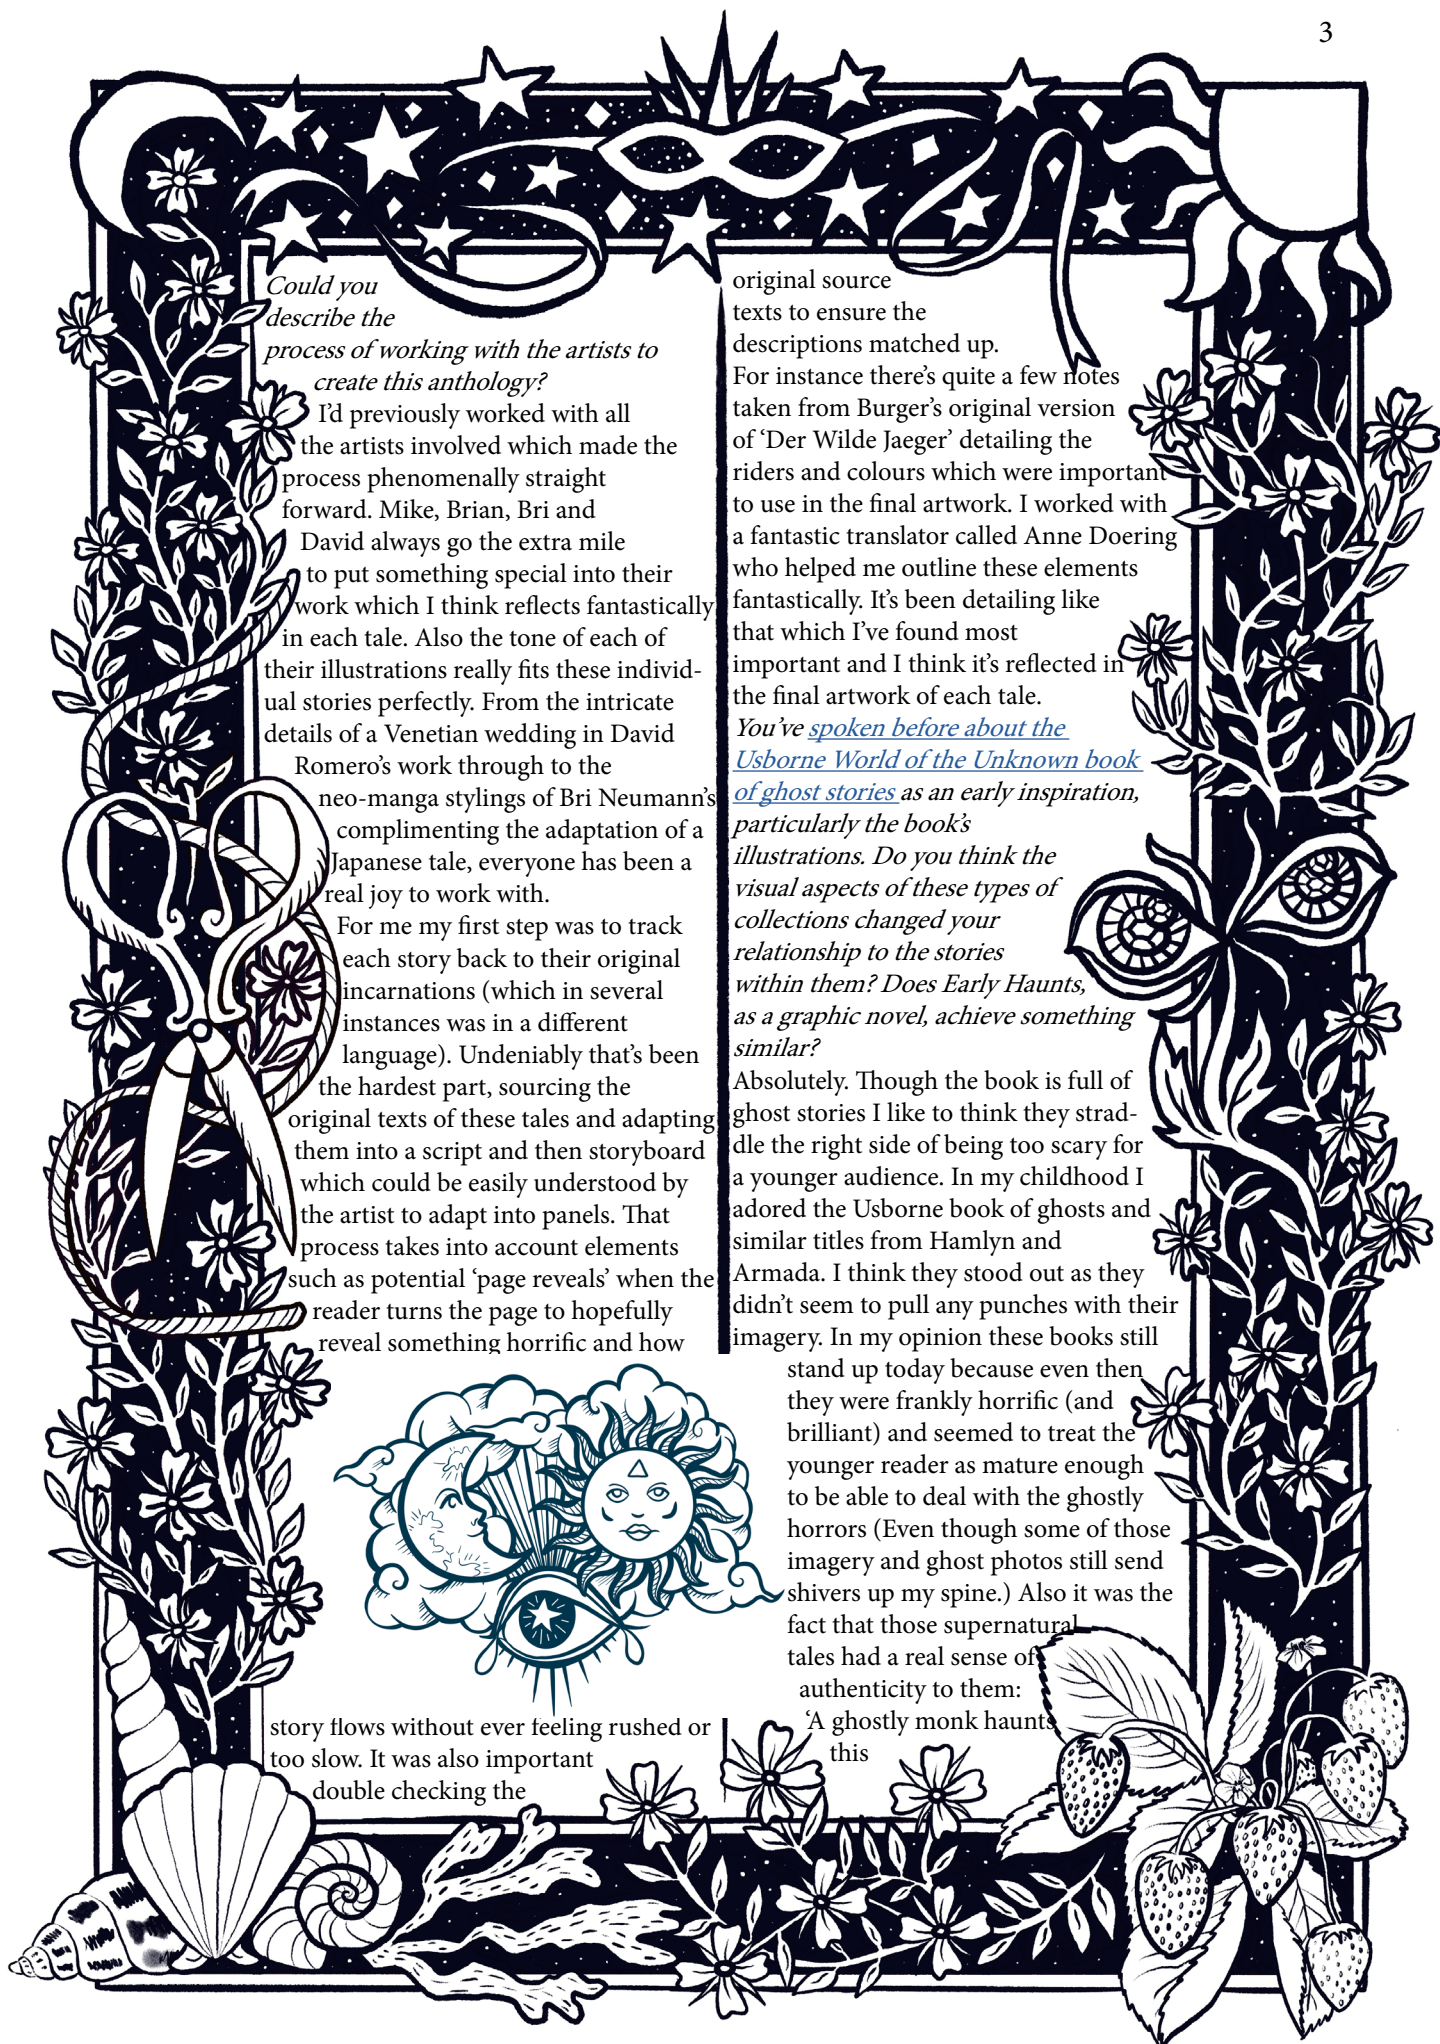 3
Could you
describe the
process of working with the artists to
create this anthology?
I’d previously worked with all
the artists involved which made the
process phenomenally straight
forward. Mike, Brian, Bri and
David always go the extra mile
to put something special into their
work which I think reflects fantastically
in each tale. Also the tone of each of
their illustrations really fits these individ-
ual stories perfectly. From the intricate
details of a Venetian wedding in David
Romero’s work through to the
neo-manga stylings of Bri Neumann’s
complimenting the adaptation of a
Japanese tale, everyone has been a
real joy to work with.
For me my first step was to track
each story back to their original
incarnations (which in several
instances was in a different
language). Undeniably that’s been
the hardest part, sourcing the
original texts of these tales and adapting
them into a script and then storyboard
which could be easily understood by
the artist to adapt into panels. That
process takes into account elements
such as potential ‘page reveals’ when the
reader turns the page to hopefully
reveal something horrific and how
story flows without ever feeling rushed or
too slow. It was also important
double checking the
original source
texts to ensure the
descriptions matched up.
For instance there’s quite a few notes
taken from Burger’s original version
of ‘Der Wilde Jaeger’ detailing the
riders and colours which were important
to use in the final artwork. I worked with
a fantastic translator called Anne Doering
who helped me outline these elements
fantastically. It’s been detailing like
that which I’ve found most
important and I think it’s reflected in
the final artwork of each tale.
You’ve spoken before about the
Usborne World of the Unknown book
of ghost stories as an early inspiration,
particularly the book’s
illustrations. Do you think the
visual aspects of these types of
collections changed your
relationship to the stories
within them? Does Early Haunts,
as a graphic novel, achieve something
similar?
Absolutely. Though the book is full of
ghost stories I like to think they strad-
dle the right side of being too scary for
a younger audience. In my childhood I
adored the Usborne book of ghosts and
similar titles from Hamlyn and
Armada. I think they stood out as they
didn’t seem to pull any punches with their
imagery. In my opinion these books still
stand up today because even then
they were frankly horrific (and
brilliant) and seemed to treat the
younger reader as mature enough
to be able to deal with the ghostly
horrors (Even though some of those
imagery and ghost photos still send
shivers up my spine.) Also it was the
fact that those supernatural
tales had a real sense of
authenticity to them:
‘A ghostly monk haunts
this